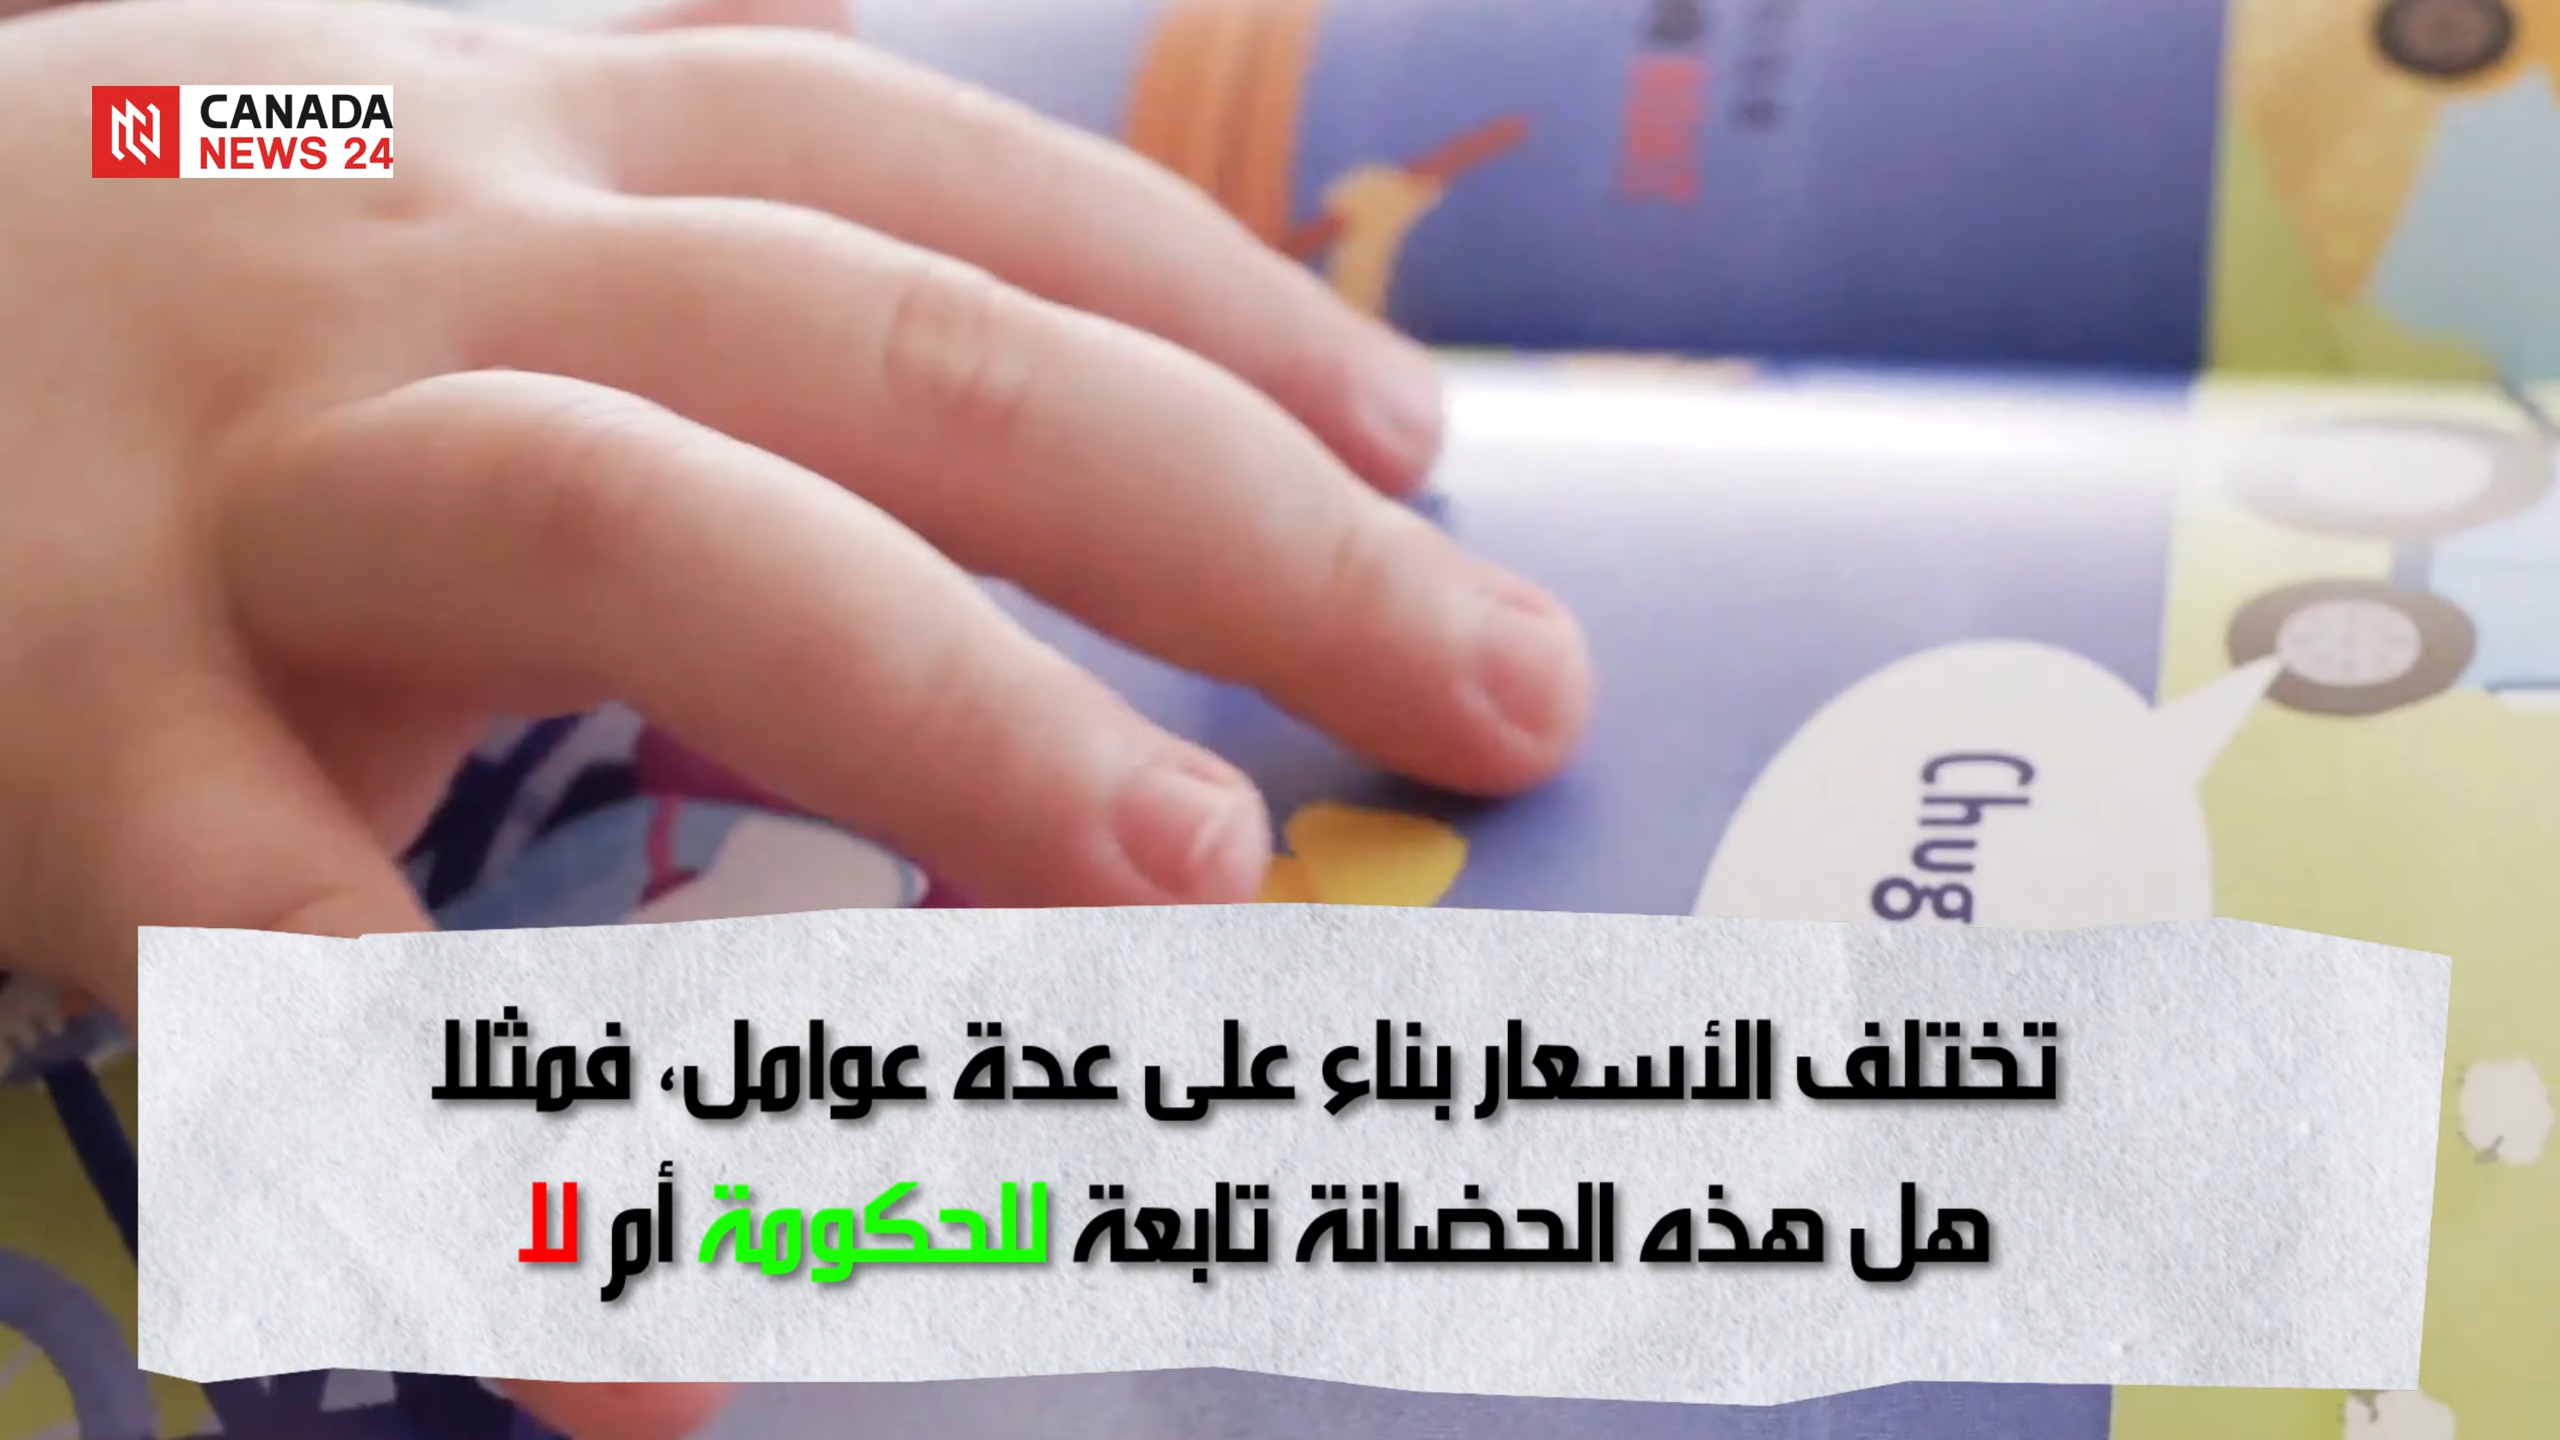 CANADA
NEWS 24
Chug
تختلف الأسعار بناء على عدة عوامل، فمثلا
هل هذه الحضانة تابعة للحكومة أم لا